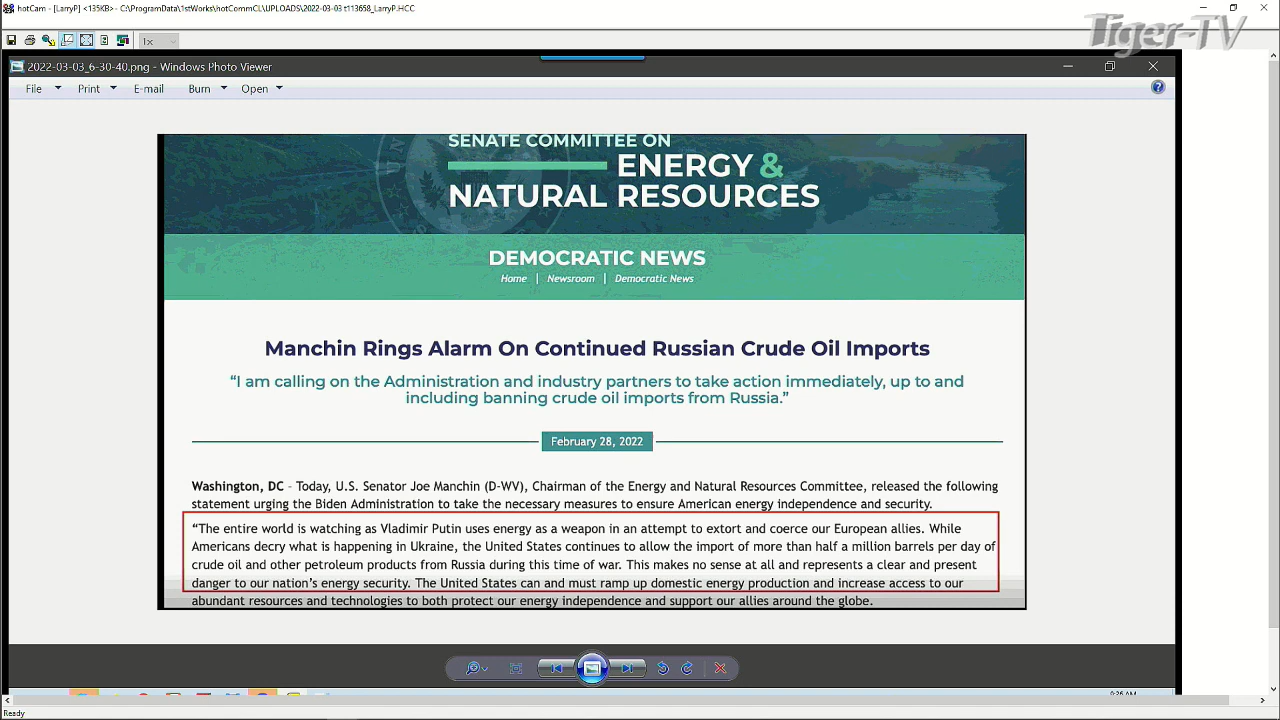 hotCam - [LarryP] <135KB> - C:\ProgramData\1stWorks\hotCommCL\UPLOADS\2022-03-03 t113658_LarryP.HCC
Tiger-TV
1x
2022-03-03_6-30-40.png - Windows Photo Viewer
File Print E-mail Burn Open
SENATE COMMITTEE ON
ENERGY &
NATURAL RESOURCES
DEMOCRATIC NEWS
Home | Newsroom | Democratic News
Manchin Rings Alarm On Continued Russian Crude Oil Imports
“I am calling on the Administration and industry partners to take action immediately, up to and
including banning crude oil imports from Russia.”
February 28, 2022
Washington, DC – Today, U.S. Senator Joe Manchin (D-WV), Chairman of the Energy and Natural Resources Committee, released the following
statement urging the Biden Administration to take the necessary measures to ensure American energy independence and security.
“The entire world is watching as Vladimir Putin uses energy as a weapon in an attempt to extort and coerce our European allies. While
Americans decry what is happening in Ukraine, the United States continues to allow the import of more than half a million barrels per day of
crude oil and other petroleum products from Russia during this time of war. This makes no sense at all and represents a clear and present
danger to our nation’s energy security. The United States can and must ramp up domestic energy production and increase access to our
abundant resources and technologies to both protect our energy independence and support our allies around the globe.
Ready